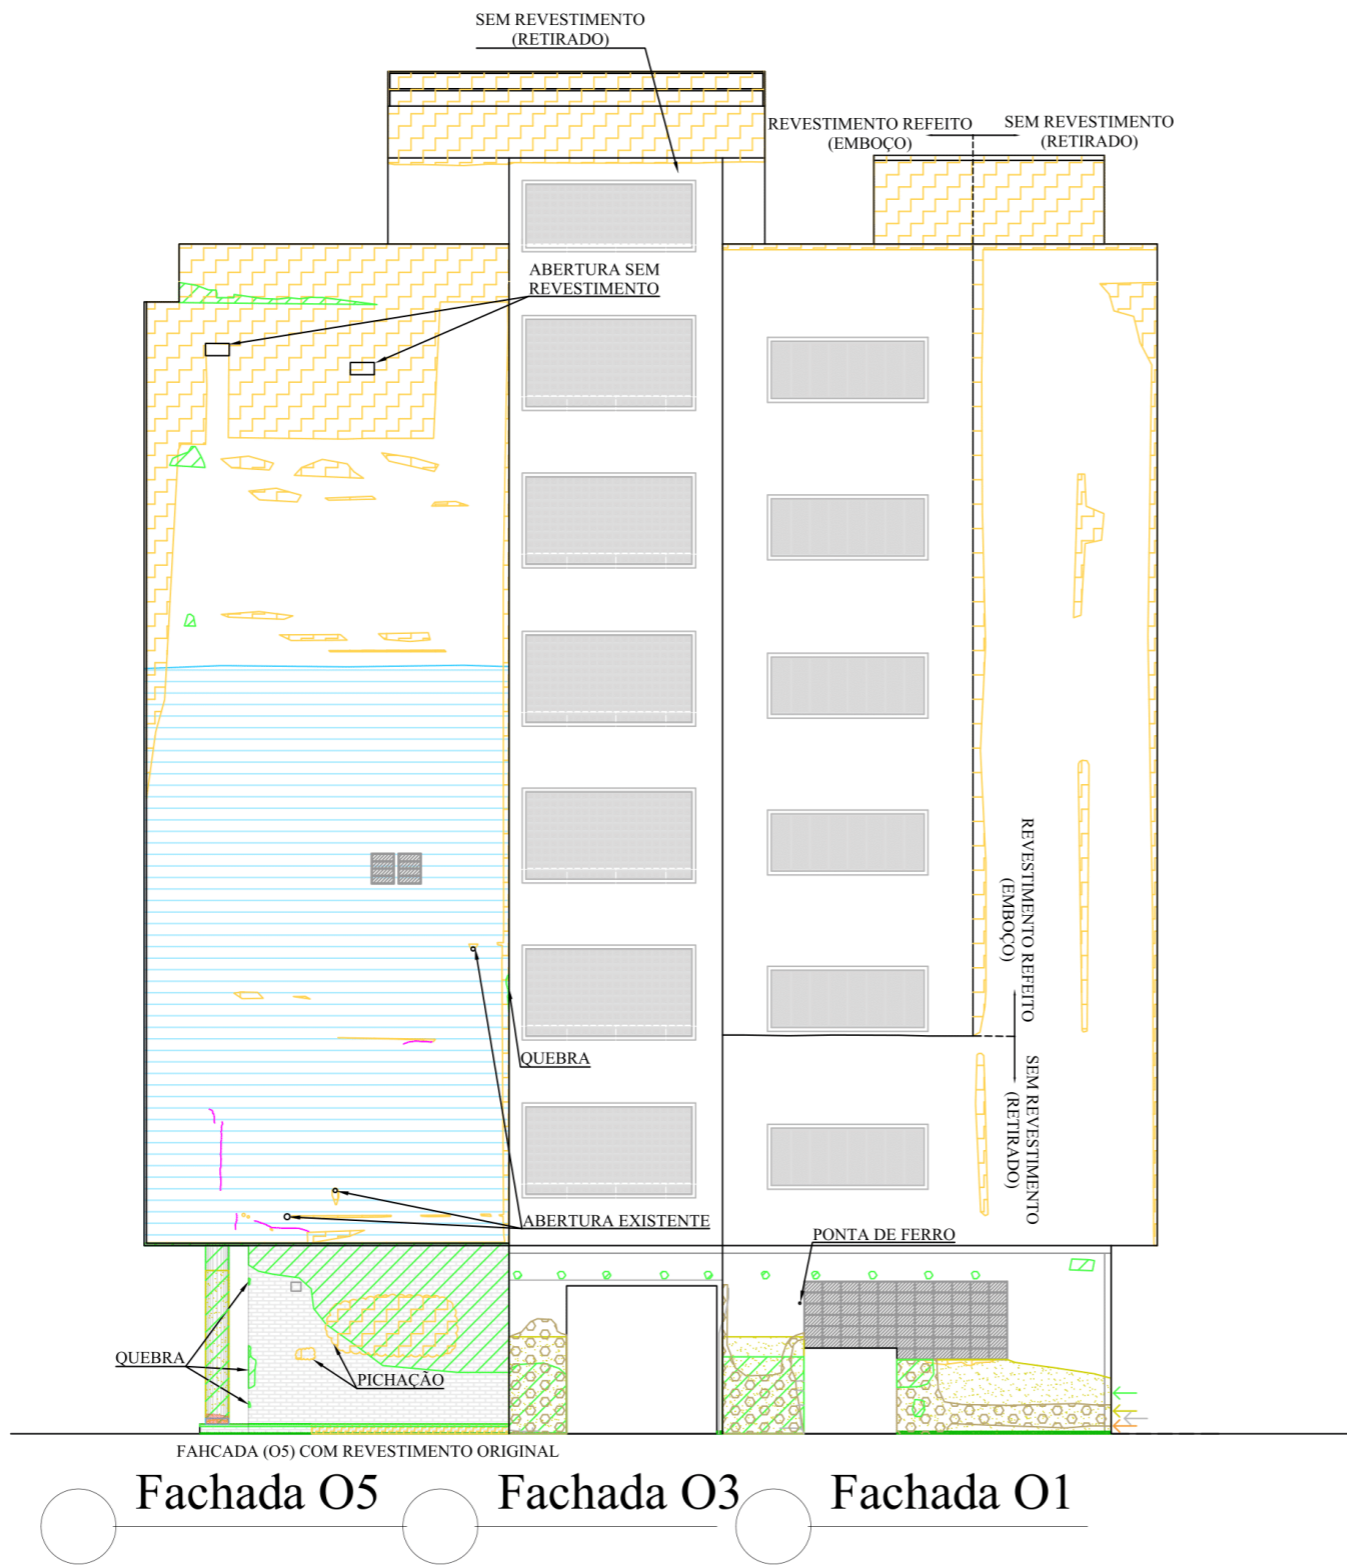 SEM REVESTIMENTO
(RETIRADO)
REVESTIMENTO REFEITO
(EMBOÇO)
SEM REVESTIMENTO
(RETIRADO)
ABERTURA SEM
REVESTIMENTO
REVESTIMENTO REFEITO
(EMBOÇO)
QUEBRA
SEM REVESTIMENTO
(RETIRADO)
ABERTURA EXISTENTE
PONTA DE FERRO
QUEBRA
PICHAÇÃO
FAHCADA (O5) COM REVESTIMENTO ORIGINAL
Fachada O5
Fachada O3
Fachada O1